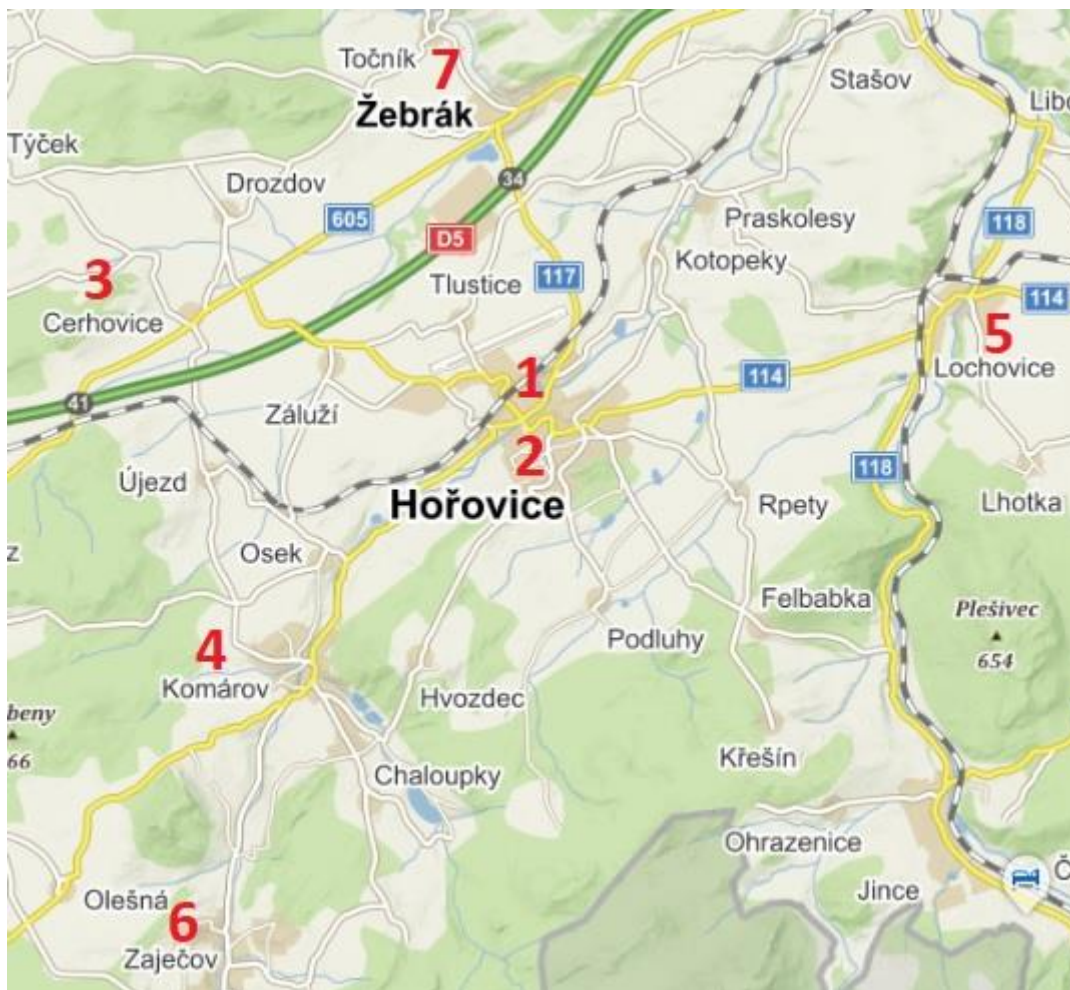 Točník
7
Stašov
Žebrák
Libo
Týček
Drozdov
34
605
118
Praskolesy
D5
3
Kotopeky
117
Tlustice
114
Cerhovice
5
1
Lochovice
114
41
Záluží
2
118
Újezd
Hořovice
Rpety
Lhotka
z
Osek
Felbabka
Plešivec
4
Podluhy
654
Komárov
Hvozdec
beny
66
Křešín
Chaloupky
Ohrazenice
Č
Jince
Olešná
6
Zaječov